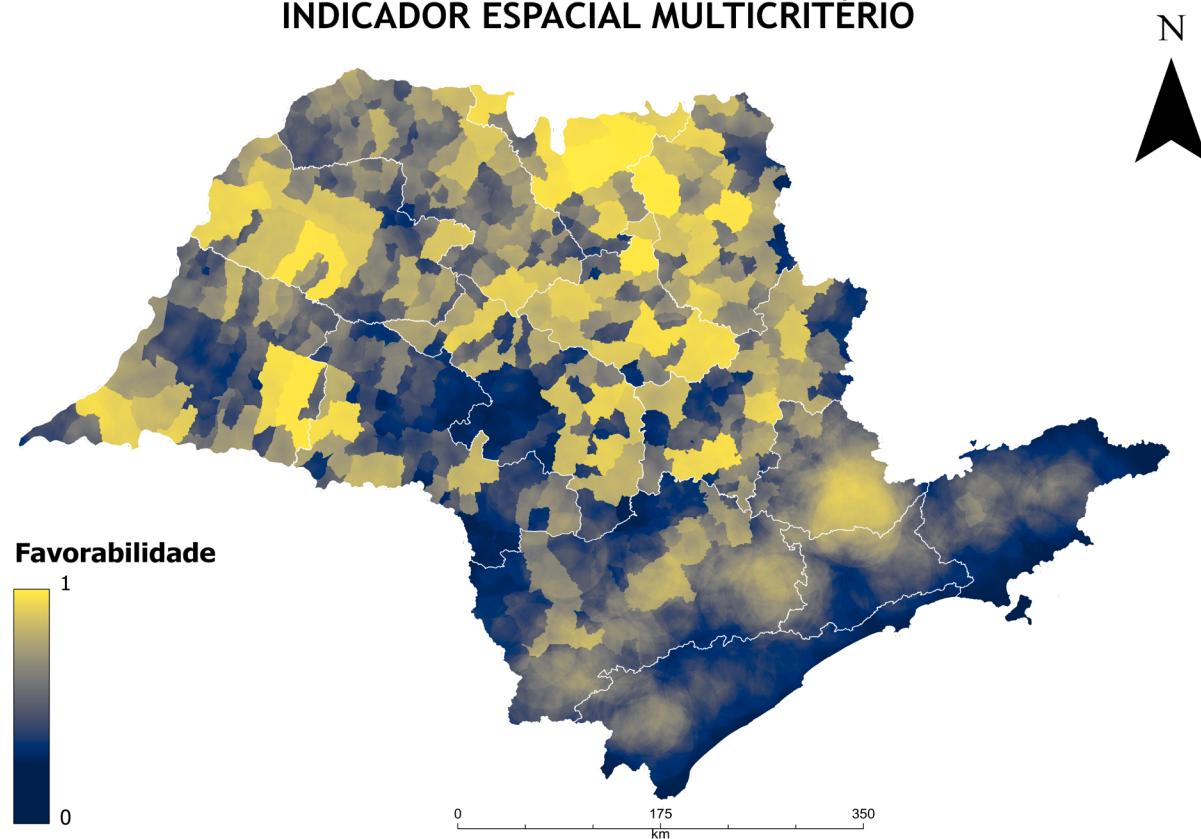 INDICADOR ESPACIAL MULTICRITÉRIO
N
Favorabilidade
1
0
0 175 350
km